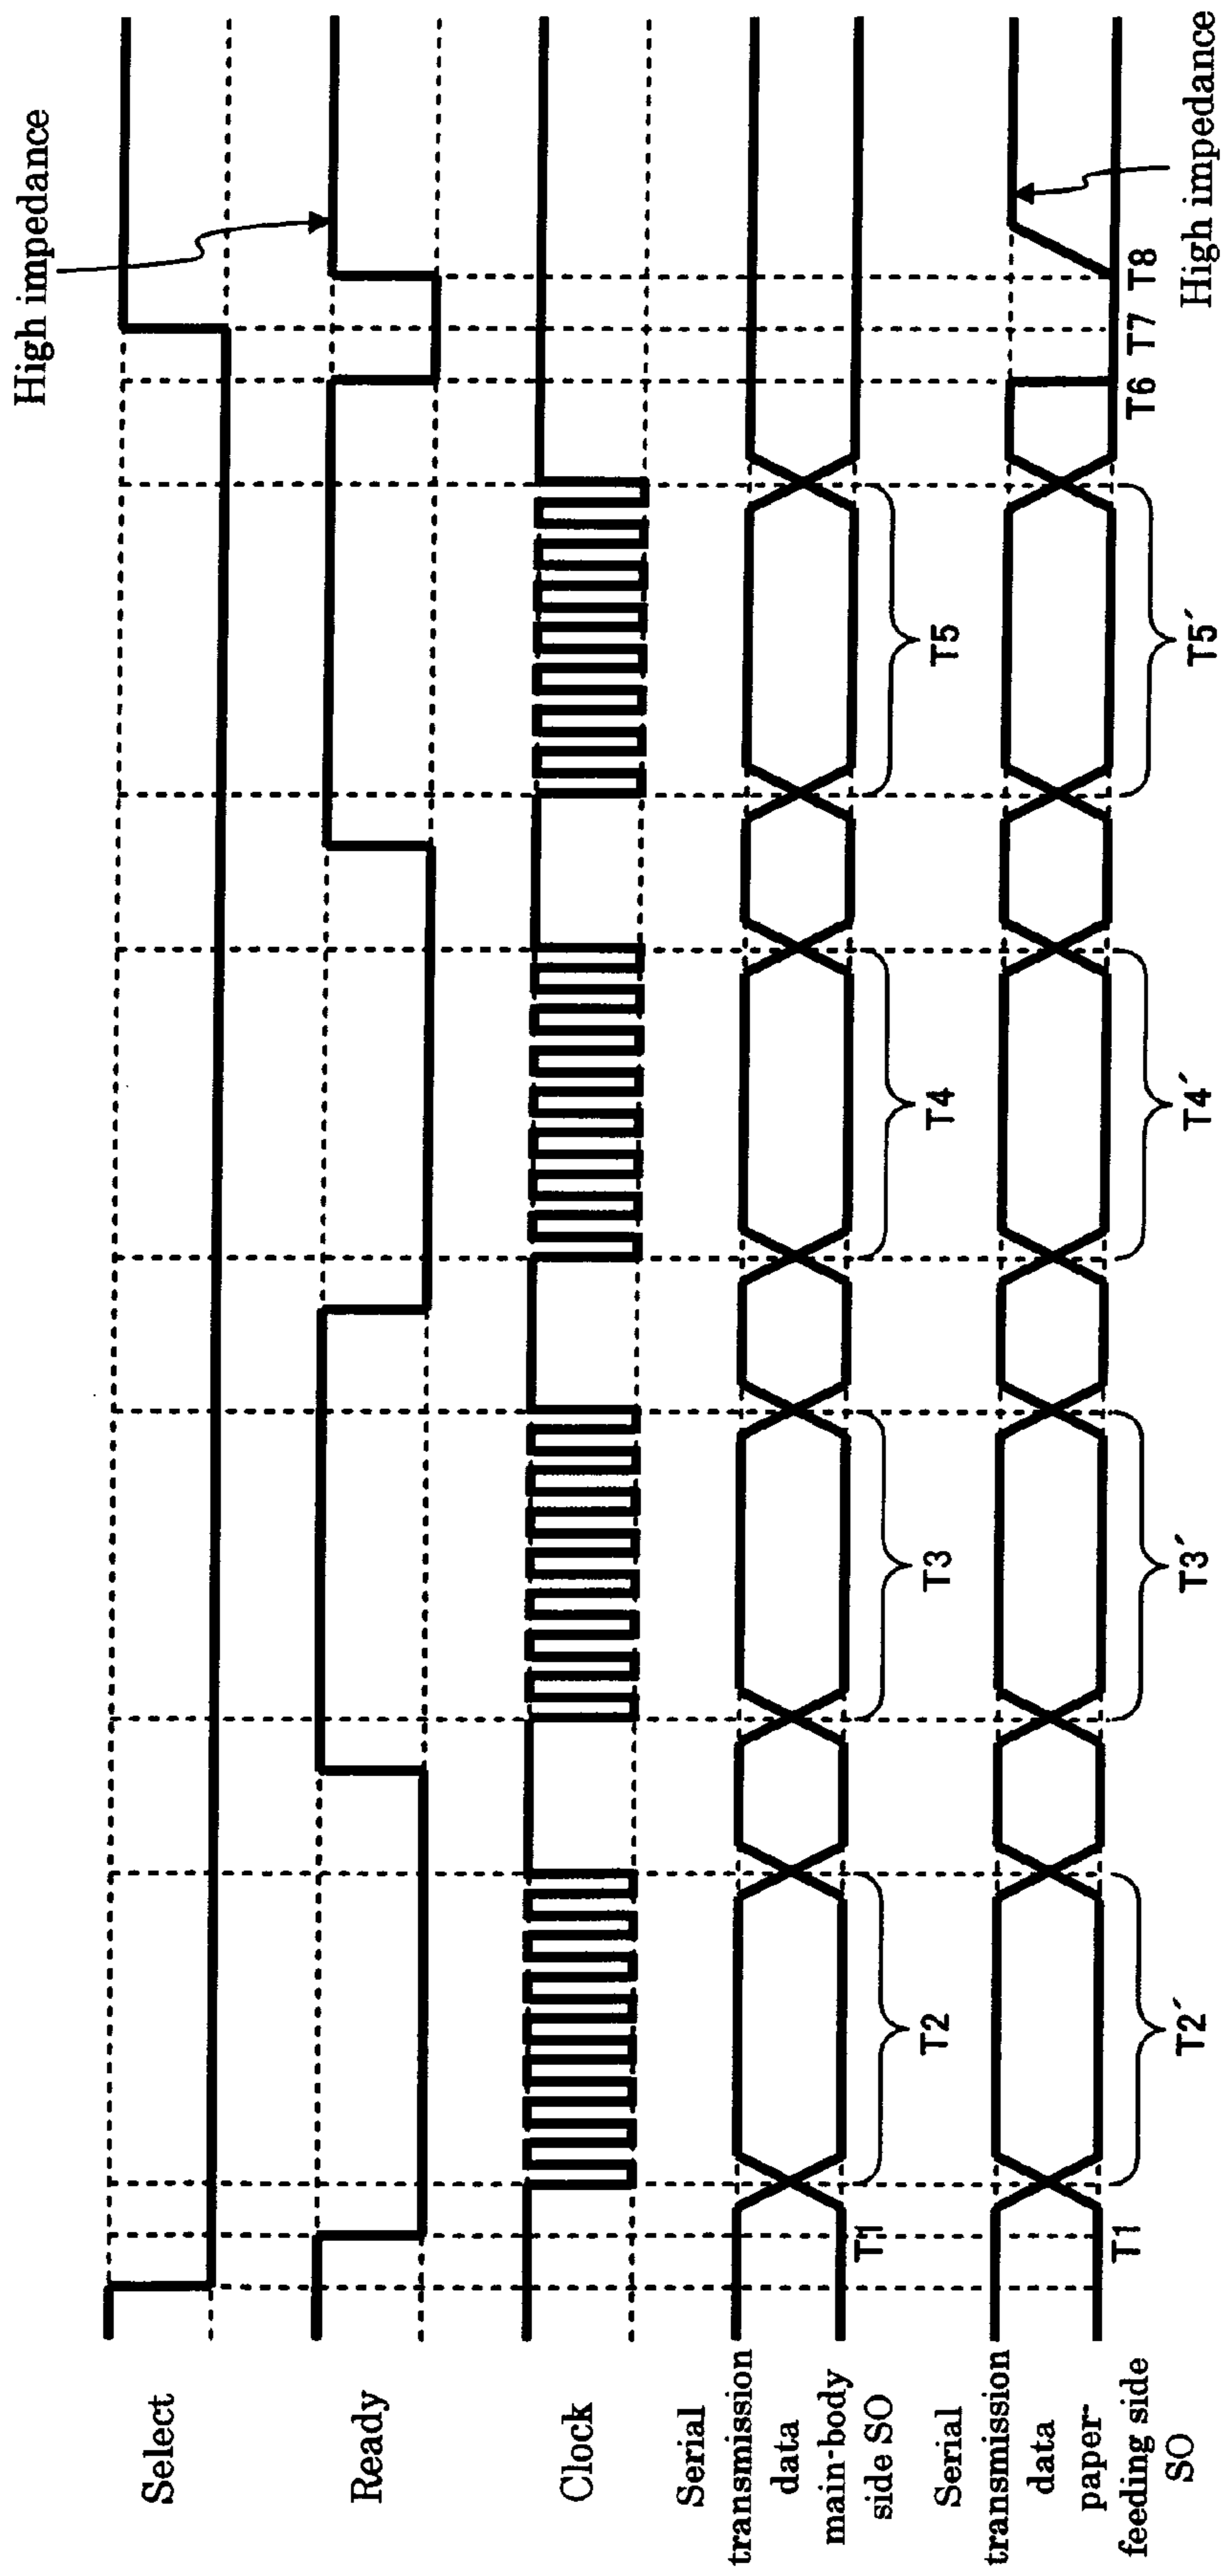 High impedance
Select
Ready
Clock
Serial
transmission
data
main-body
side SO
T1
T2
T3
T4
T5
Serial
transmission
data
paper-
feeding side
SO
T1
T2´
T3´
T4´
T5´
T6
T7
T8
High impedance